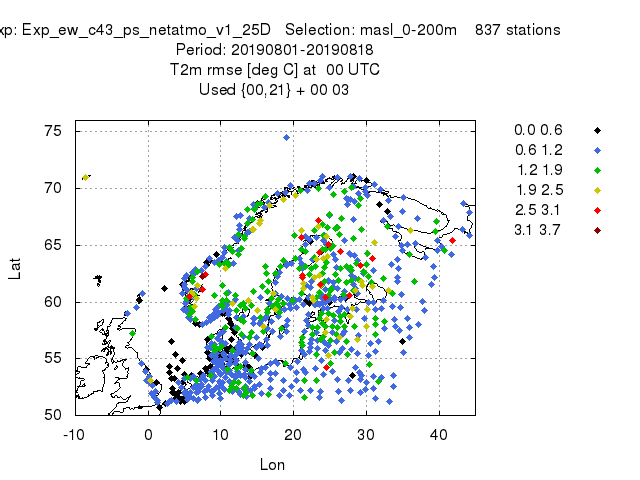 xp: Exp_ew_c43_ps_netatmo_v1_25D Selection: masl_0-200m 837 stations
Period: 20190801-20190818
T2m rmse [deg C] at 00 UTC
Used {00,21} + 00 03
75
70
65
60
55
50
-10 0 10 20 30 40
Lat
Lon
0.0 0.6
0.6 1.2
1.2 1.9
1.9 2.5
2.5 3.1
3.1 3.7